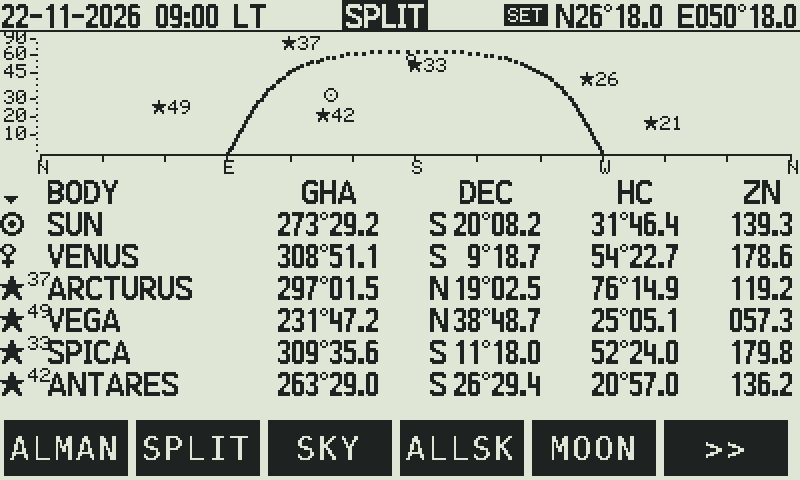 22-11-2026 09:00 LT SPLIT SET N26°18.0 E050°18.0
90
60
45
30
20
10
★37
★33
★26
★49
★42
★21
N E S W N
BODY GHA DEC HC ZN
SUN 273°29.2 S 20°08.2 31°46.4 139.3
♀ VENUS 308°51.1 S 9°18.7 54°22.7 178.6
★37 ARCTURUS 297°01.5 N 19°02.5 76°14.9 119.2
★49 VEGA 231°47.2 N 38°48.7 25°05.1 057.3
★33 SPICA 309°35.6 S 11°18.0 52°24.0 179.8
★42 ANTARES 263°29.0 S 26°29.4 20°57.0 136.2
ALMAN SPLIT SKY ALLSK MOON >>